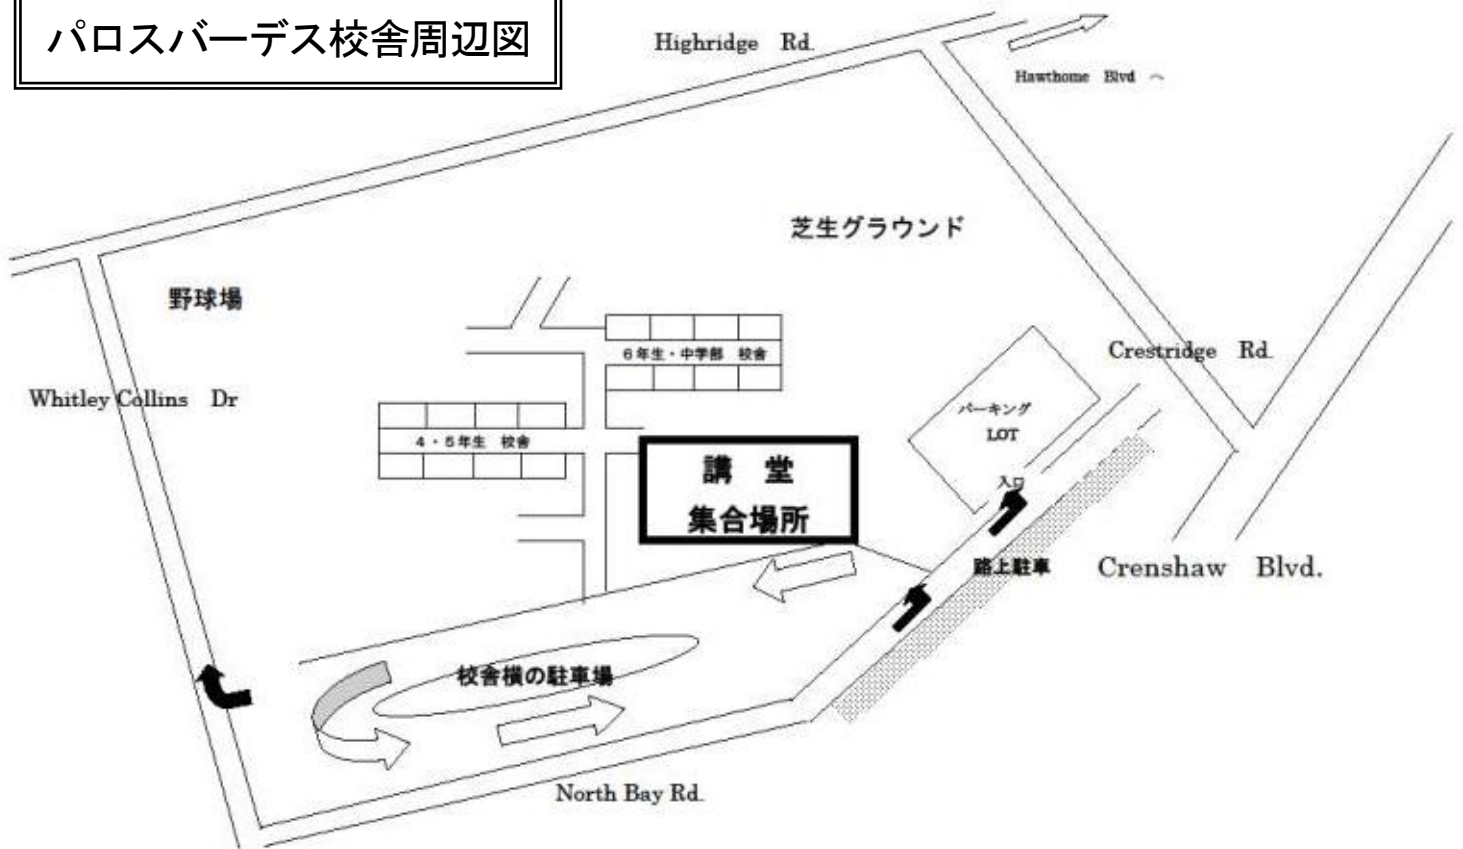 パロスバーデス校舎周辺図
Highridge Rd.
Hawthome Blvd へ
芝生グラウンド
野球場
6年生・中学部 校舎
Crestridge Rd.
Whitley Collins Dr
パーキング
LOT
4・5年生 校舎
講 堂
集合場所
入口
路上駐車
Crenshaw Blvd.
校舎横の駐車場
North Bay Rd.